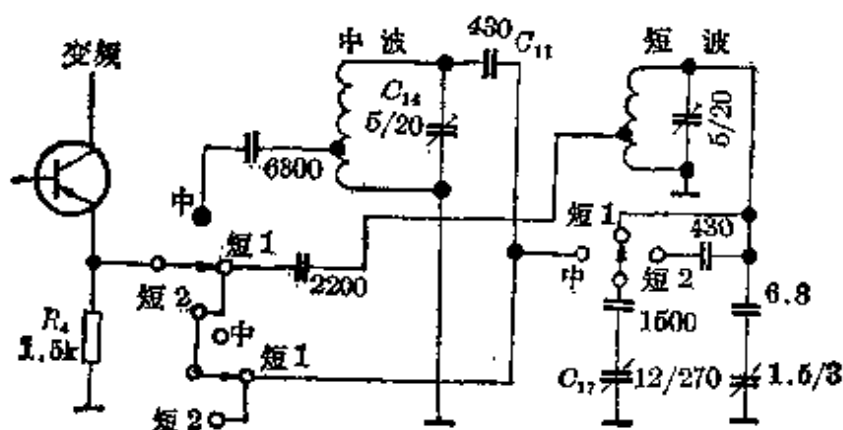 变频
中波
430 C₁₁
短波
C₁₄
5/20
5/20
6800
中
短1
短1
430
2200
中
短2
短2
中
6.8
1500
R₄
1.5k
短1
C₁₇
12/270
1.5/3
短2